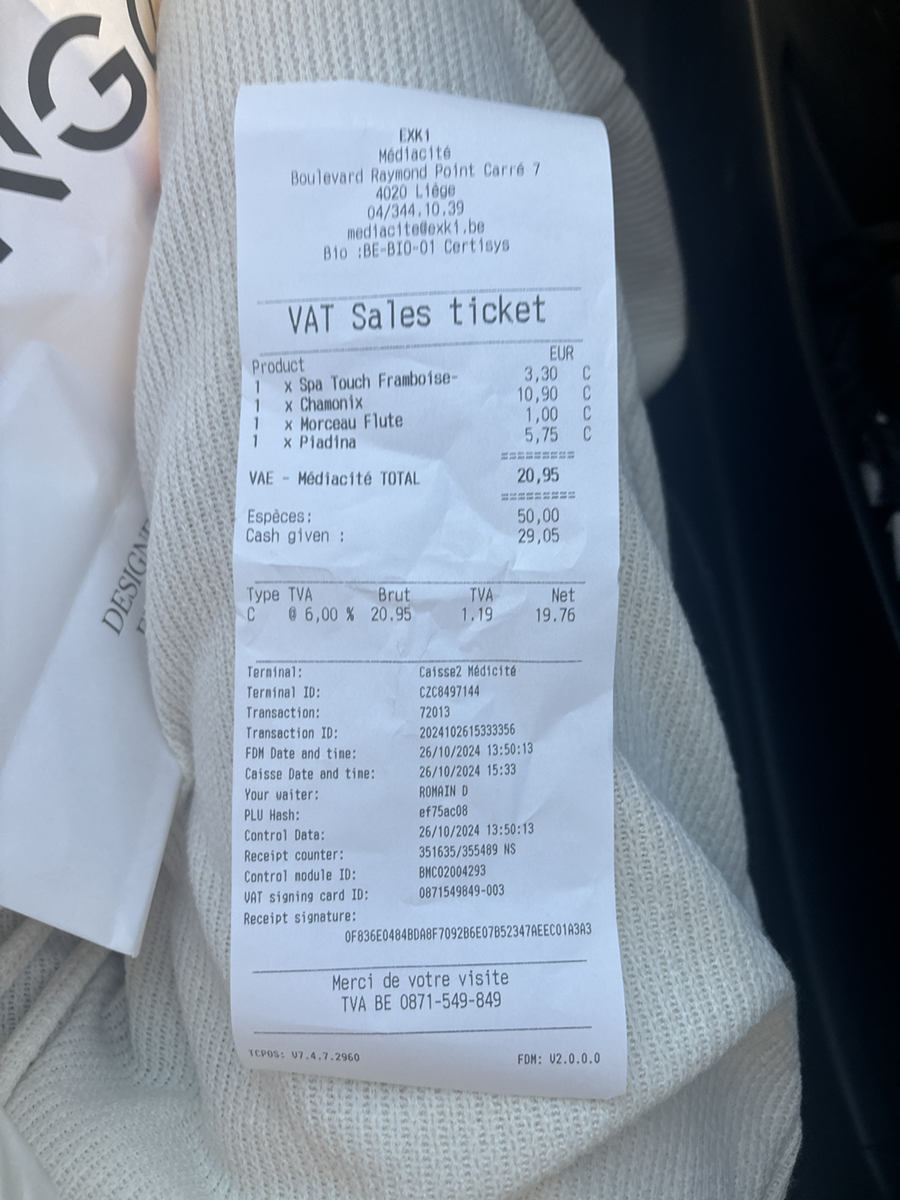 NGO
DESIGN
EXKi
Médiacité
Boulevard Raymond Point Carré 7
4020 Liège
04/344.10.39
mediacite@exki.be
Bio :BE-BIO-01 Certisys
VAT Sales ticket
Product EUR
1 x Spa Touch Framboise- 3,30 C
1 x Chamonix 10,90 C
1 x Morceau Flute 1,00 C
1 x Piadina 5,75 C
=========
VAE - Médiacité TOTAL 20,95
=========
Espèces: 50,00
Cash given : 29,05
Type TVA Brut TVA Net
C @ 6,00 % 20.95 1.19 19.76
Terminal: Caisse2 Médicité
Terminal ID: CZC8497144
Transaction: 72013
Transaction ID: 2024102615333356
FDM Date and time: 26/10/2024 13:50:13
Caisse Date and time: 26/10/2024 15:33
Your waiter: ROMAIN D
PLU Hash: ef75ac08
Control Data: 26/10/2024 13:50:13
Receipt counter: 351635/355489 NS
Control module ID: BMC02004293
VAT signing card ID: 0871549849-003
Receipt signature:
0F836E0484BDA8F7092B6E07B52347AEEC01A3A3
Merci de votre visite
TVA BE 0871-549-849
TCPOS: V7.4.7.2960 FDM: V2.0.0.0